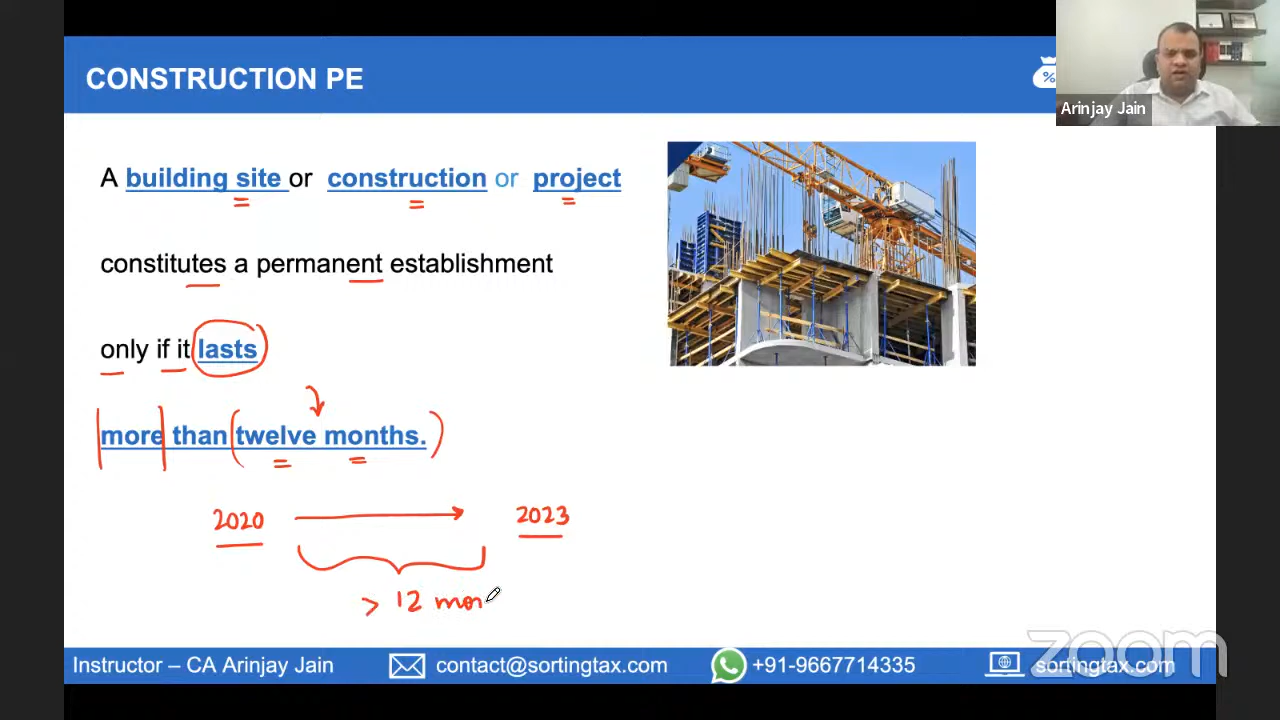 CONSTRUCTION PE
%
Arinjay Jain
A building site or construction or project
constitutes a permanent establishment
only if it lasts
more than twelve months.
2020 2023
> 12 mon
Instructor – CA Arinjay Jain contact@sortingtax.com +91-9667714335 sortingtax.com
zoom